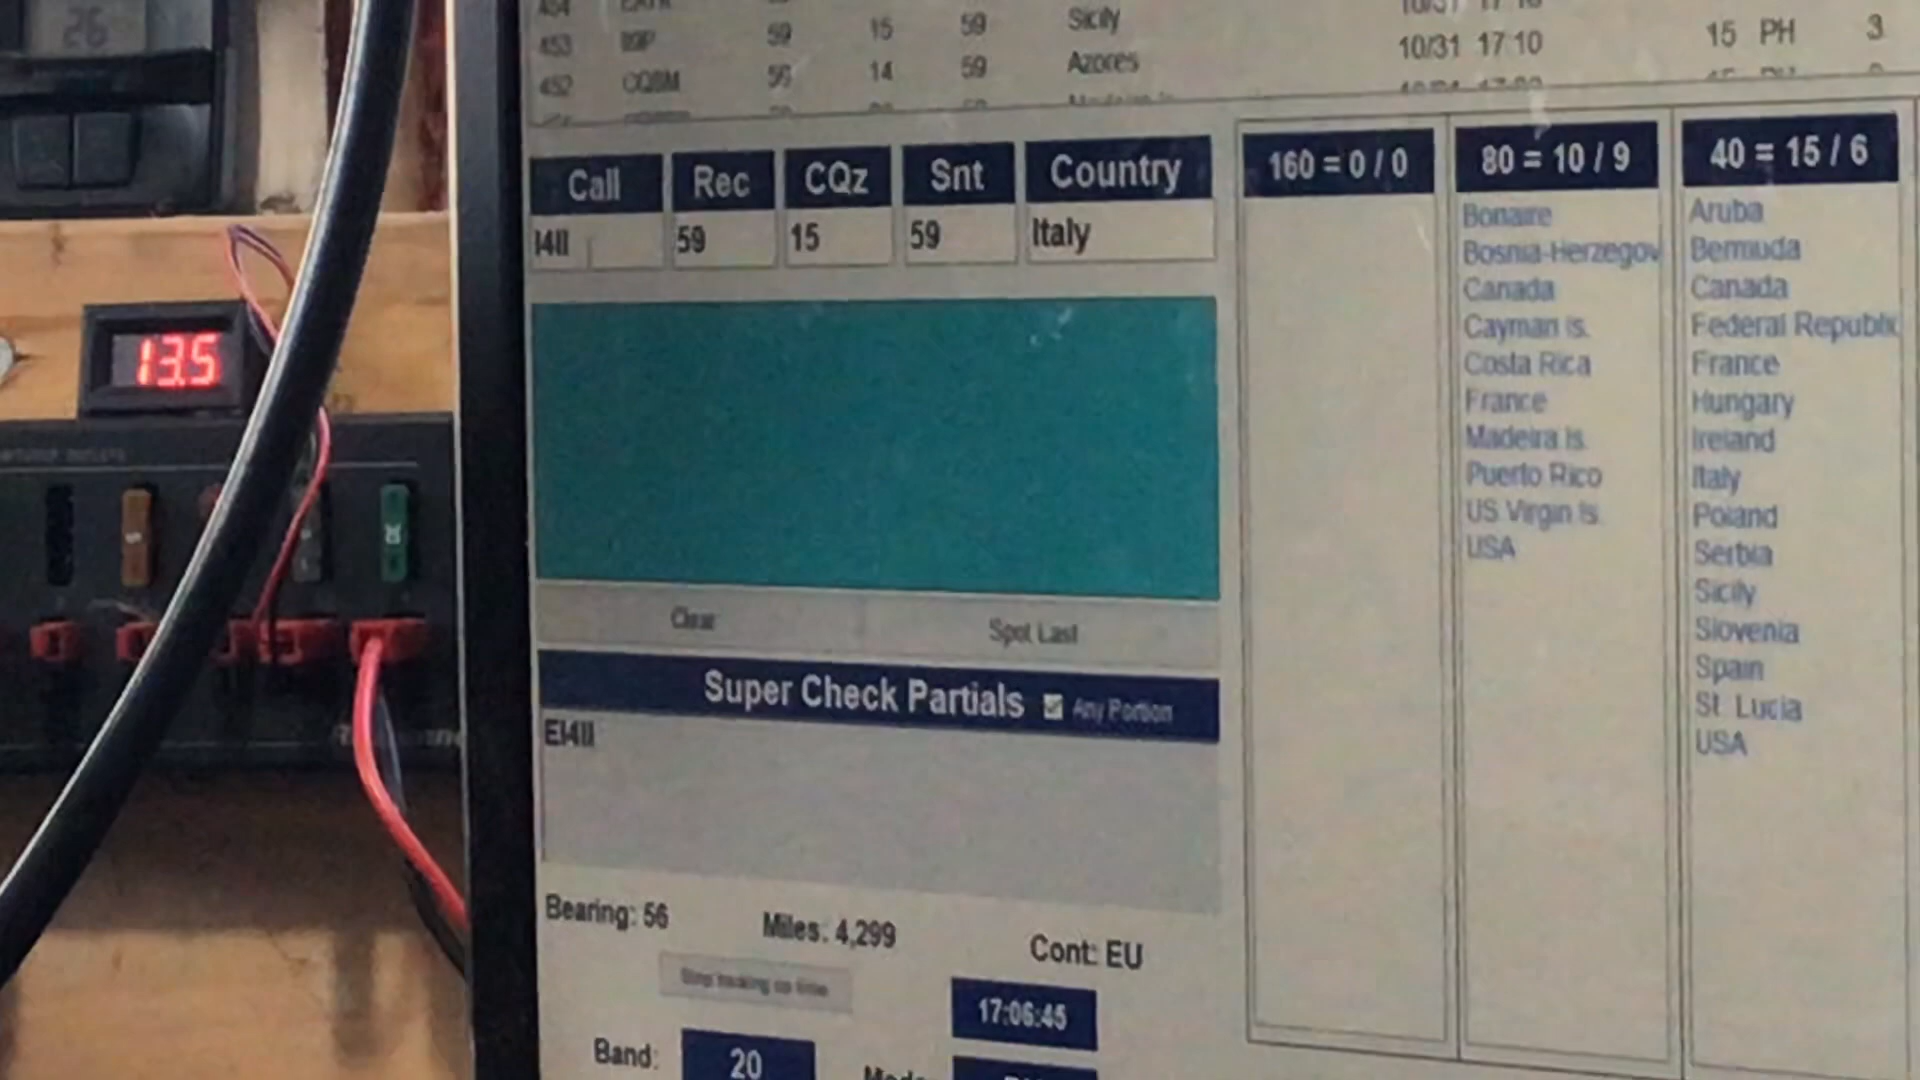 26
453 59 15 59 Sicily 10/31 17 10 15 PH 3
452 CQ8M 14 59 Azores
Call Rec CQz Snt Country
I4II 59 15 59 Italy
160 = 0 / 0
80 = 10 / 9
Bonaire
Bosnia-Herzegov
Canada
Cayman Is.
Costa Rica
France
Madeira Is.
Puerto Rico
US Virgin Is.
USA
40 = 15 / 6
Aruba
Bermuda
Canada
Federal Republic
France
Hungary
Ireland
Italy
Poland
Serbia
Sicily
Slovenia
Spain
St. Lucia
USA
13.5
Clear Spot Last
Super Check Partials Any Portion
EI4II
Bearing: 56 Miles: 4,299 Cont: EU
17:06:45
Band: 20